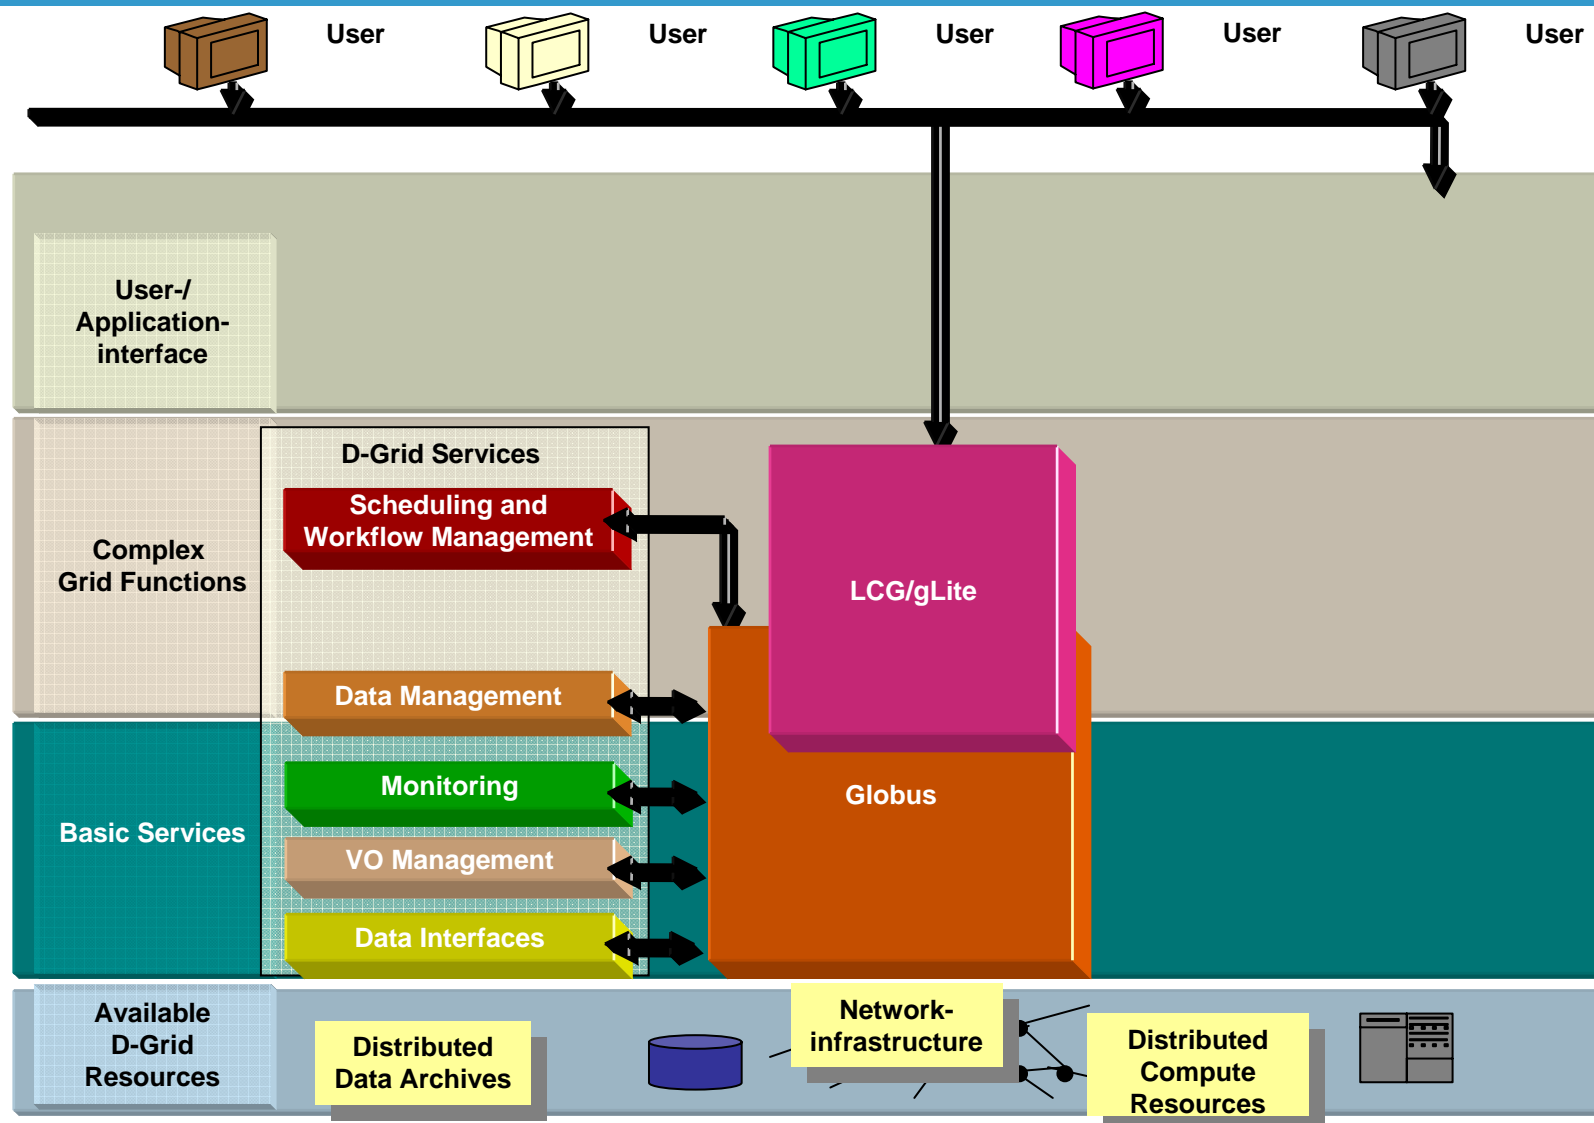 User
User
User
User
User
User-/
Application-
interface
D-Grid Services
Scheduling and
Workflow Management
Complex
Grid Functions
LCG/gLite
Data Management
Monitoring
Globus
Basic Services
VO Management
Data Interfaces
Available
D-Grid
Resources
Distributed
Data Archives
Network-
infrastructure
Distributed
Compute
Resources